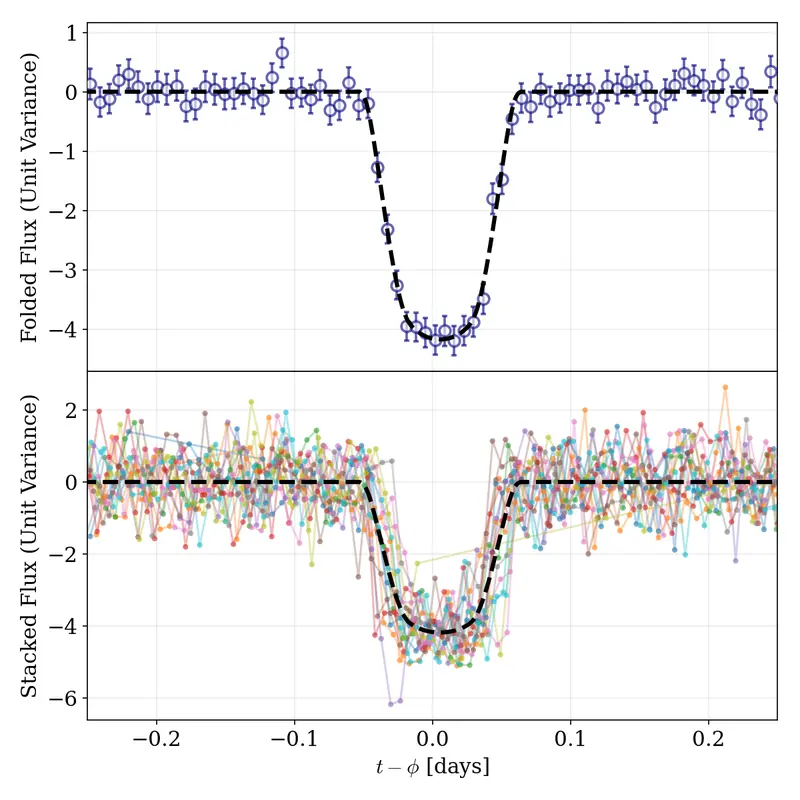 Folded Flux (Unit Variance)
1
0
−1
−2
−3
−4
Stacked Flux (Unit Variance)
2
0
−2
−4
−6
−0.2 −0.1 0.0 0.1 0.2
t − ϕ [days]